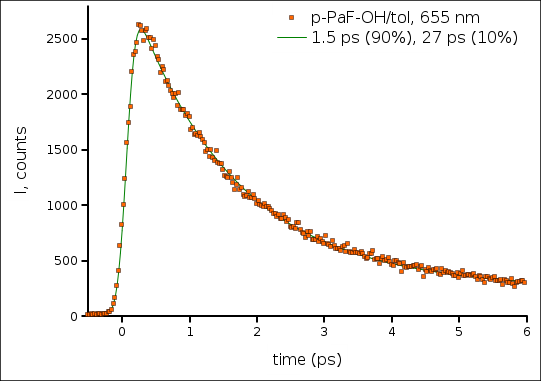 p-PaF-OH/tol, 655 nm
1.5 ps (90%), 27 ps (10%)
I, counts
2500
2000
1500
1000
500
0
0 1 2 3 4 5 6
time (ps)